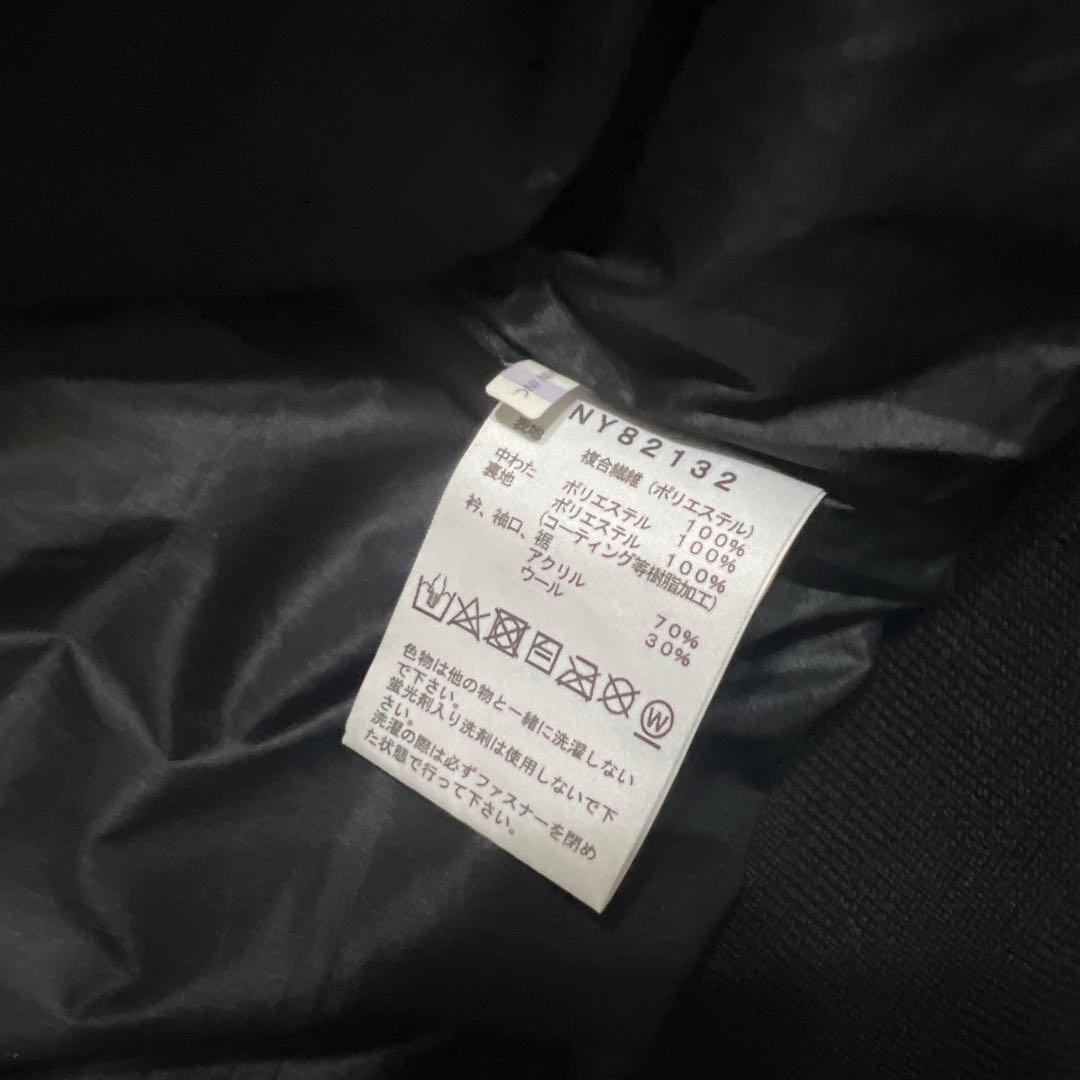 NY82132
表地 複合繊維（ポリエステル）
100%
中わた ポリエステル 100%
裏地 ポリエステル 100%
（コーティング等樹脂加工）
衿、袖口、裾
アクリル 70%
ウール 30%
W
色物は他の物と一緒に洗濯しない
で下さい。
蛍光剤入り洗剤は使用しないで下
さい。
洗濯の際は必ずファスナーを閉め
た状態で行って下さい。